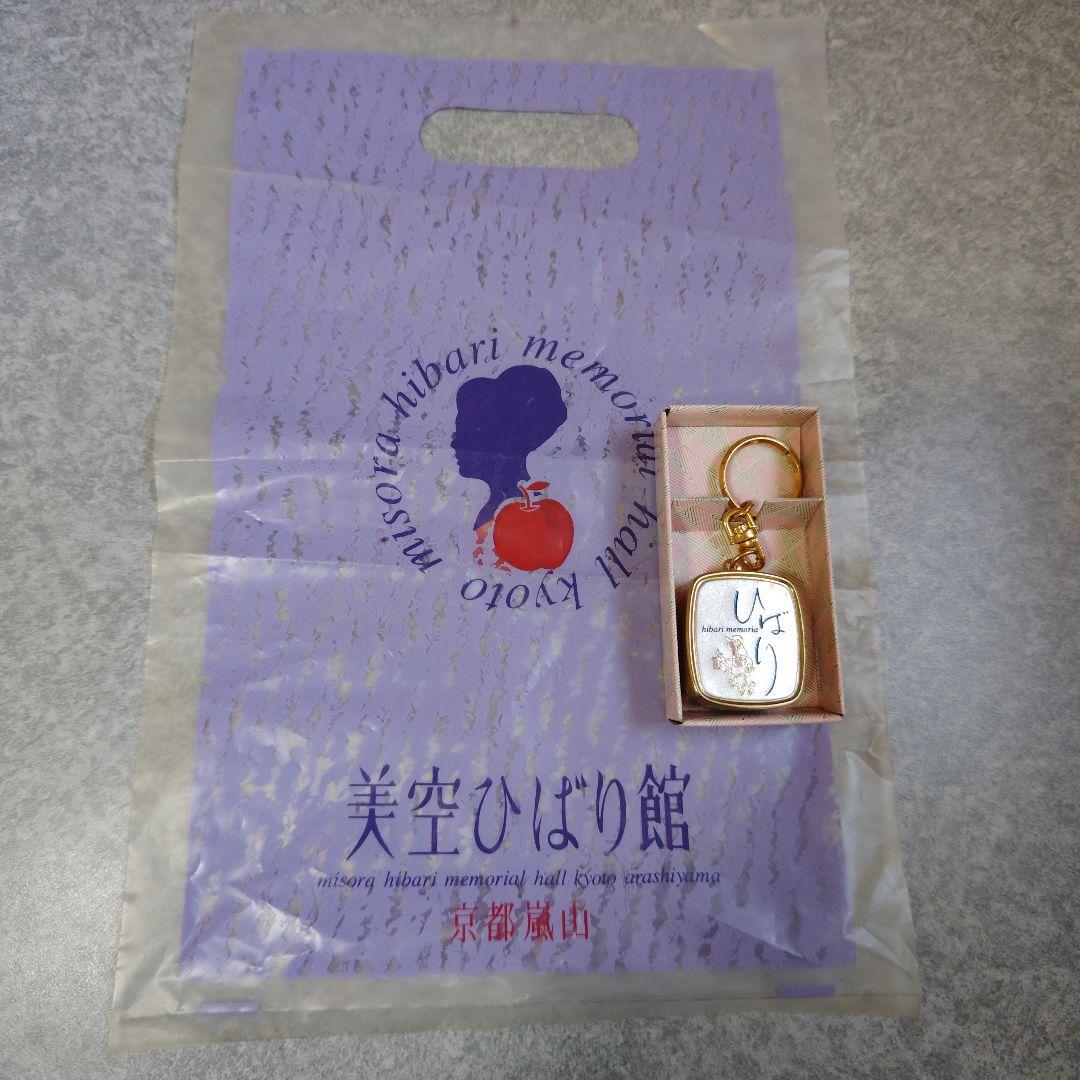 misora hibari memorial hall kyoto
ひばり
hibari memoria
美空ひばり館
misora hibari memorial hall kyoto arashiyama
京都嵐山